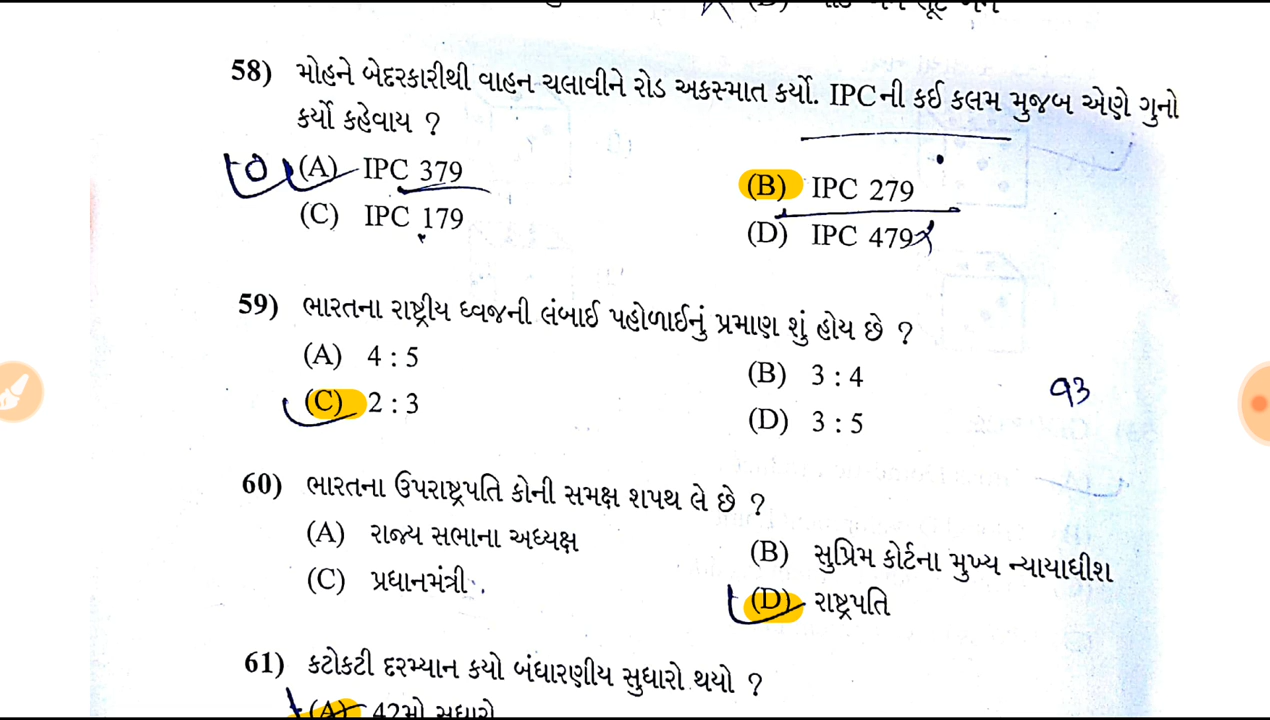 58) મોહને બેદરકારીથી વાહન ચલાવીને રોડ અકસ્માત કર્યો. IPCની કઈ કલમ મુજબ એણે ગુનો
કર્યો કહેવાય ?
(A) IPC 379
(B) IPC 279
(C) IPC 179
(D) IPC 479
59) ભારતના રાષ્ટ્રીય ધ્વજની લંબાઈ પહોળાઈનું પ્રમાણ શું હોય છે ?
(A) 4 : 5
(B) 3 : 4
(C) 2 : 3
(D) 3 : 5
60) ભારતના ઉપરાષ્ટ્રપતિ કોની સમક્ષ શપથ લે છે ?
(A) રાજ્ય સભાના અધ્યક્ષ
(B) સુપ્રિમ કોર્ટના મુખ્ય ન્યાયાધીશ
(C) પ્રધાનમંત્રી
(D) રાષ્ટ્રપતિ
61) કટોકટી દરમ્યાન કયો બંધારણીય સુધારો થયો ?
(A) 42મો સુધારો